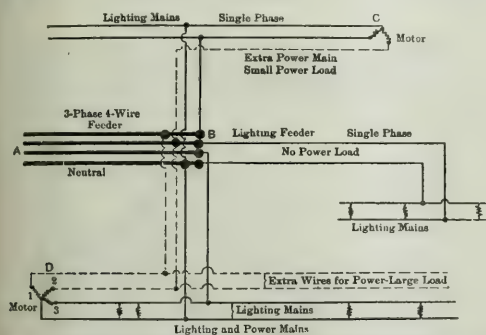 Lighting Mains Single Phase C
Motor
Extra Power Main
Small Power Load
3-Phase 4-Wire
Feeder
B Lighting Feeder Single Phase
A
No Power Load
Neutral
Lighting Mains
D
Extra Wires for Power-Large Load
1 2
Motor 3
Lighting Mains
Lighting and Power Mains